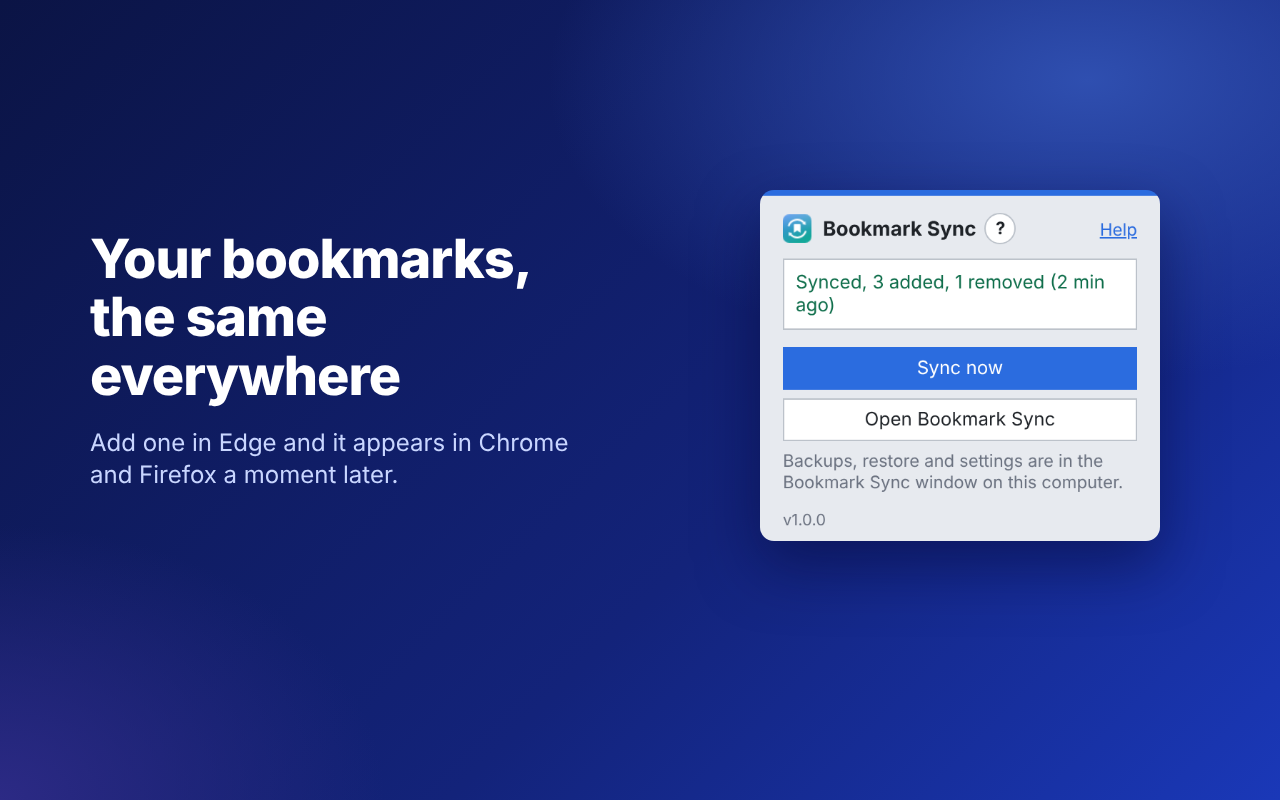 Your bookmarks,
the same
everywhere
Add one in Edge and it appears in Chrome
and Firefox a moment later.
Bookmark Sync ? Help
Synced, 3 added, 1 removed (2 min
ago)
Sync now
Open Bookmark Sync
Backups, restore and settings are in the
Bookmark Sync window on this computer.
v1.0.0